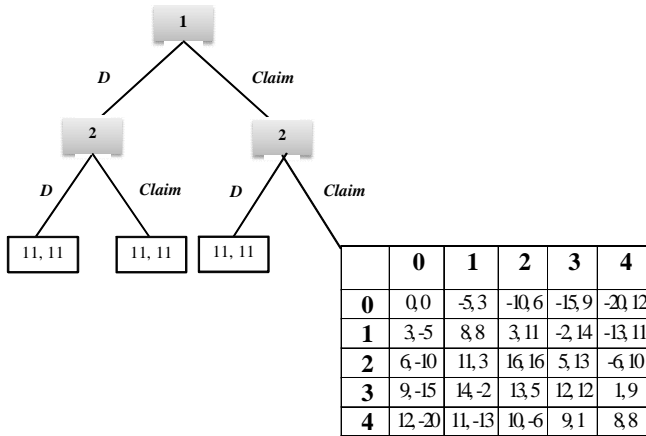 1
D Claim
2 2
D Claim D Claim
11, 11 11, 11 11, 11
0 1 2 3 4
0 0,0 -5,3 -10,6 -15,9 -20,12
1 3,-5 8,8 3,11 -2,14 -13,11
2 6,-10 11,3 16,16 5,13 -6,10
3 9,-15 14,-2 13,5 12,12 1,9
4 12,-20 11,-13 10,-6 9,1 8,8